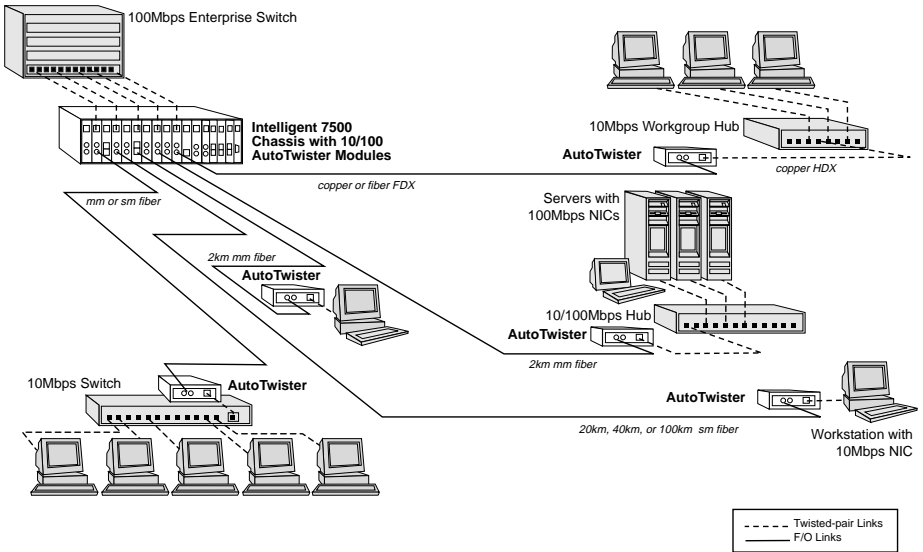 100Mbps Enterprise Switch
Intelligent 7500
Chassis with 10/100
AutoTwister Modules
10Mbps Workgroup Hub
AutoTwister
copper HDX
copper or fiber FDX
mm or sm fiber
Servers with
100Mbps NICs
2km mm fiber
AutoTwister
10/100Mbps Hub
AutoTwister
2km mm fiber
10Mbps Switch
AutoTwister
AutoTwister
20km, 40km, or 100km sm fiber
Workstation with
10Mbps NIC
Twisted-pair Links
F/O Links